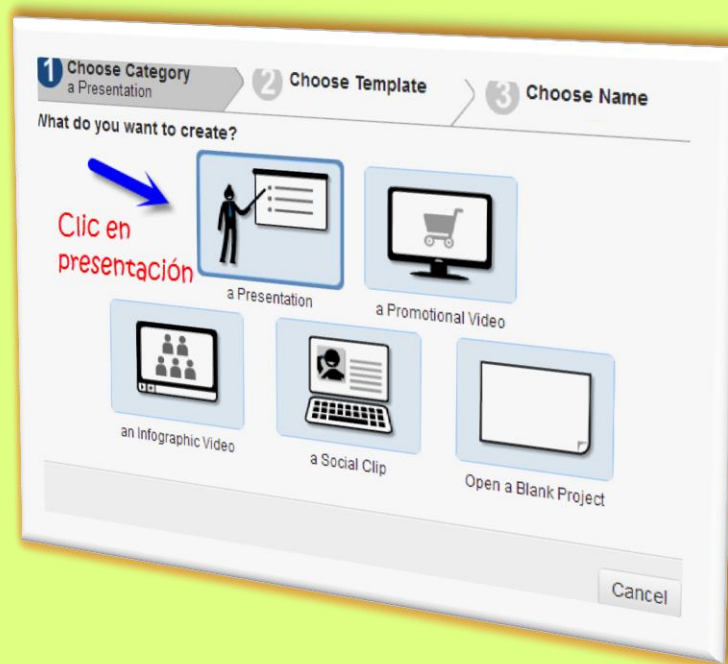 1 Choose Category
a Presentation
2 Choose Template
3 Choose Name
What do you want to create?
Clic en
presentación
a Presentation
a Promotional Video
an Infographic Video
a Social Clip
Open a Blank Project
Cancel